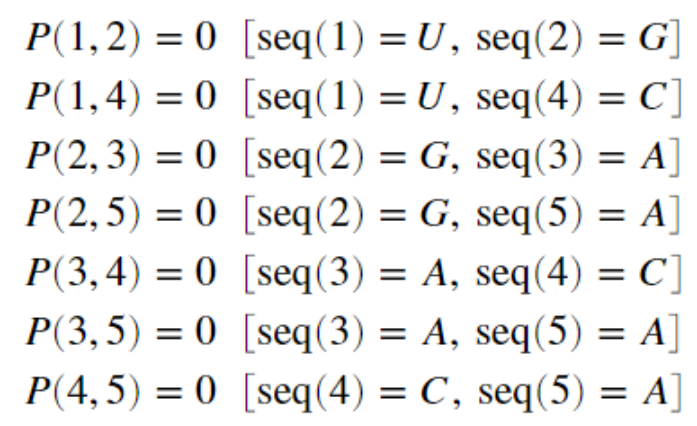 P(1,2) = 0 [seq(1) = U, seq(2) = G]
P(1,4) = 0 [seq(1) = U, seq(4) = C]
P(2,3) = 0 [seq(2) = G, seq(3) = A]
P(2,5) = 0 [seq(2) = G, seq(5) = A]
P(3,4) = 0 [seq(3) = A, seq(4) = C]
P(3,5) = 0 [seq(3) = A, seq(5) = A]
P(4,5) = 0 [seq(4) = C, seq(5) = A]